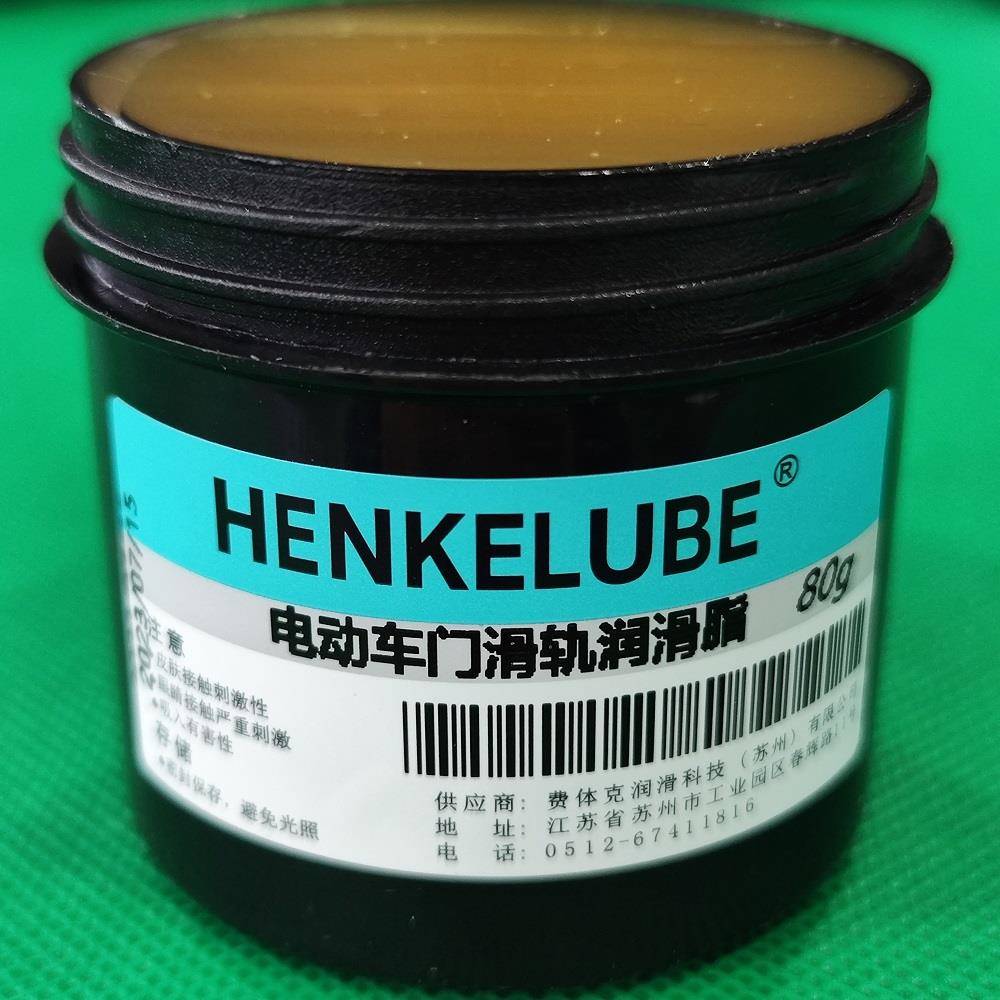 HENKELUBE®
电动车门滑轨润滑脂 80g
2023/07/15
注意
皮肤接触刺激性
眼睛接触严重刺激
●吸入有害性
存储
●密封保存，避免光照
供应商：费体克润滑科技（苏州）有限公司
地 址：江苏省苏州市工业园区春辉路11号
电 话：0512-67411816